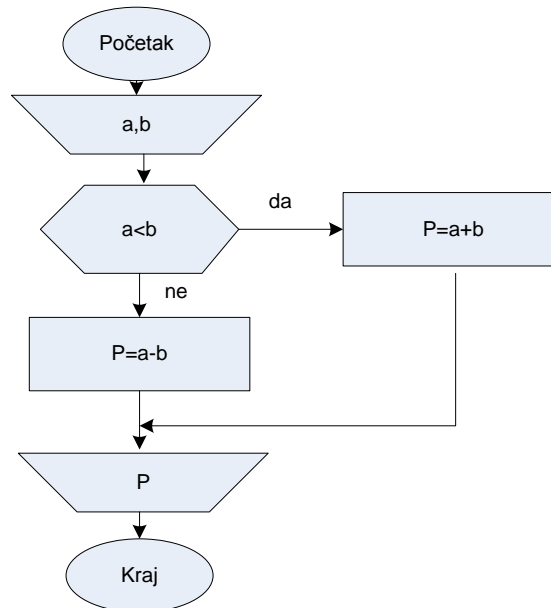 Početak
a,b
a<b
da
P=a+b
ne
P=a-b
P
Kraj